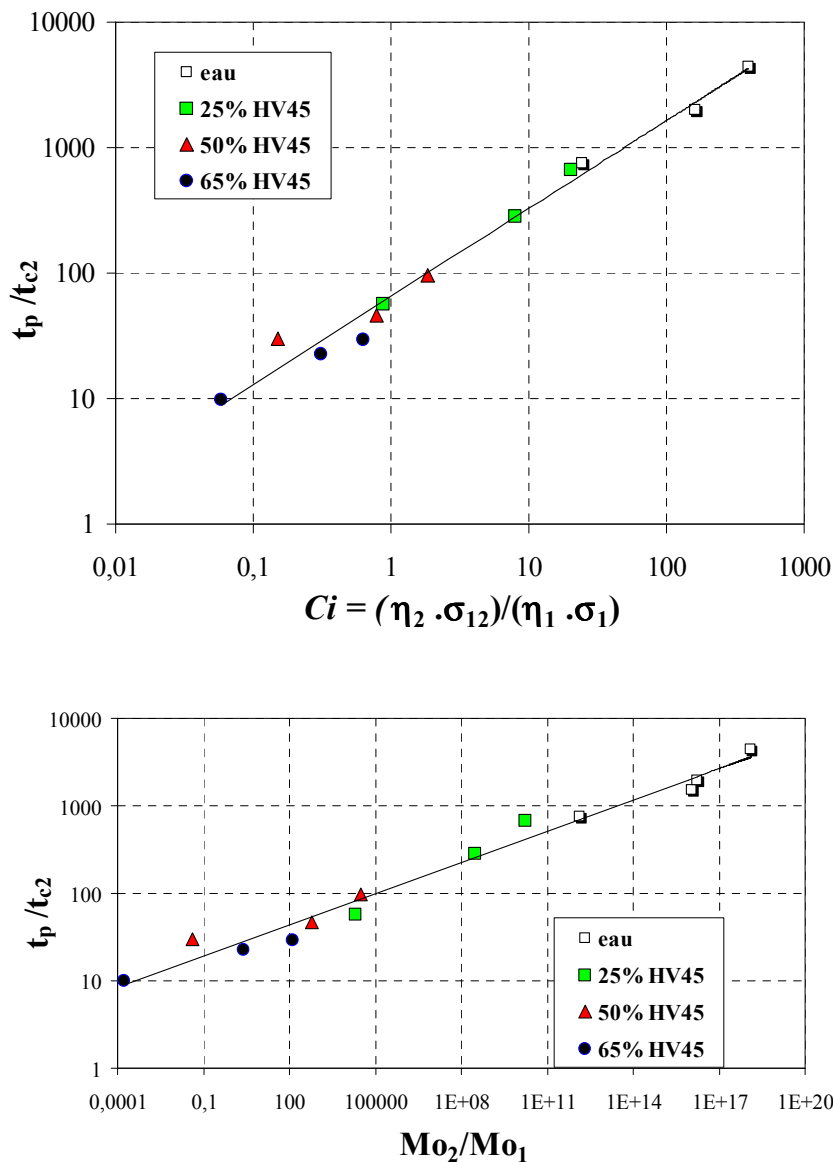 10000
1000
100
10
1
t_p /t_c2
eau
25% HV45
50% HV45
65% HV45
0,01 0,1 1 10 100 1000
Ci = (η₂ .σ₁₂)/(η₁ .σ₁)
10000
1000
100
10
1
t_p /t_c2
eau
25% HV45
50% HV45
65% HV45
0,0001 0,1 100 100000 1E+08 1E+11 1E+14 1E+17 1E+20
Mo₂/Mo₁